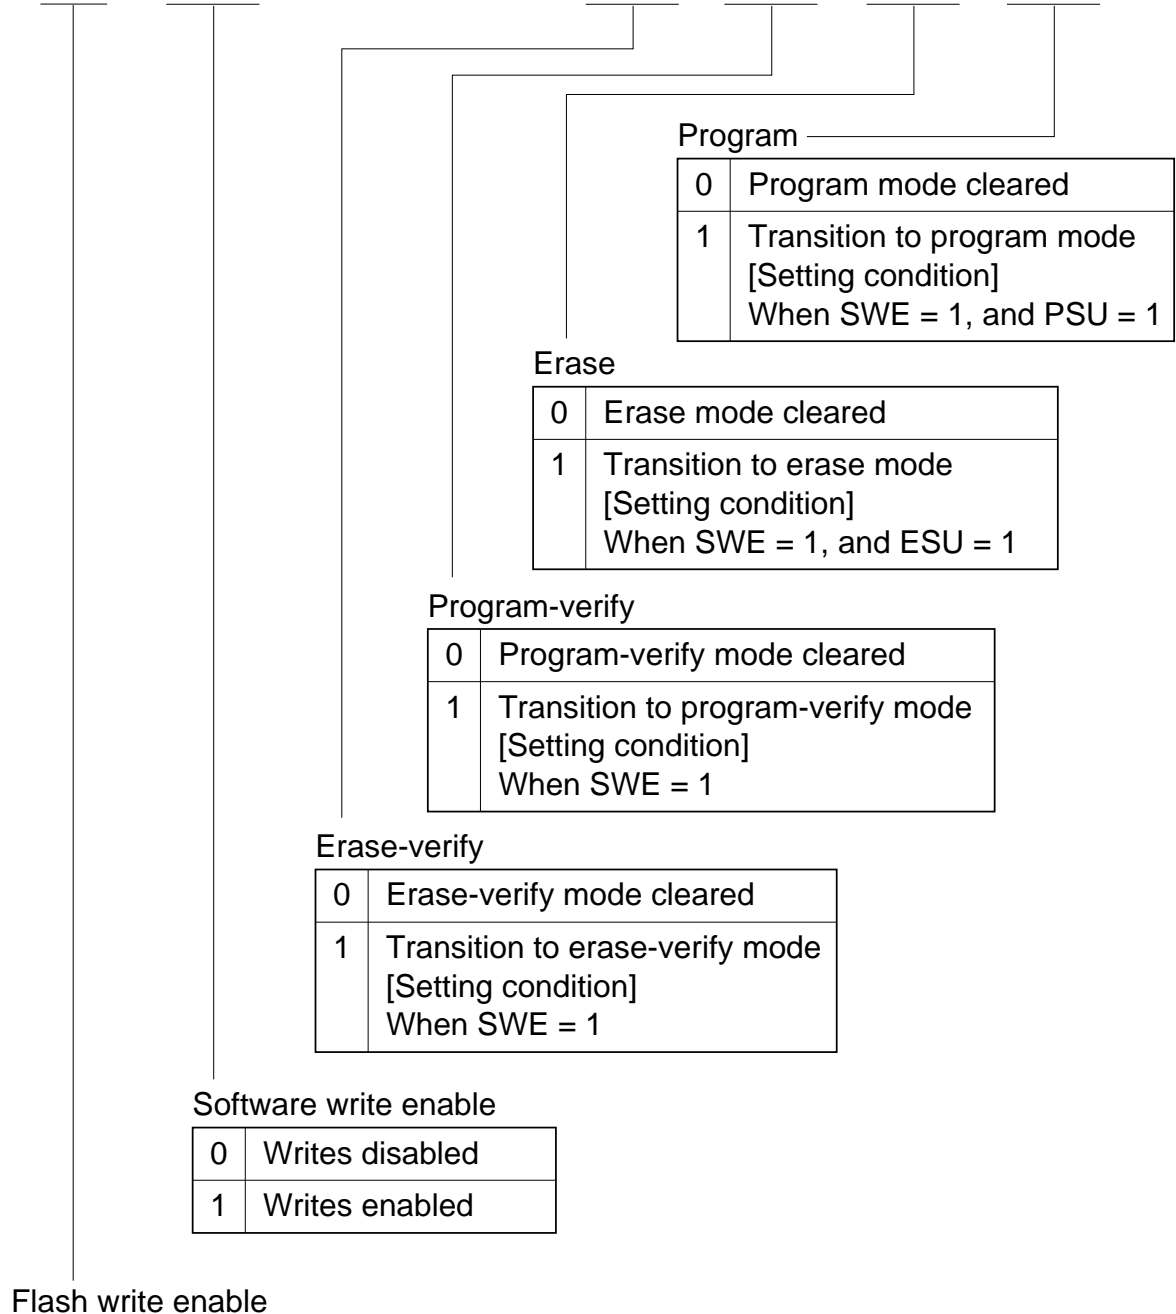 Program
0 Program mode cleared
1 Transition to program mode
[Setting condition]
When SWE = 1, and PSU = 1
Erase
0 Erase mode cleared
1 Transition to erase mode
[Setting condition]
When SWE = 1, and ESU = 1
Program-verify
0 Program-verify mode cleared
1 Transition to program-verify mode
[Setting condition]
When SWE = 1
Erase-verify
0 Erase-verify mode cleared
1 Transition to erase-verify mode
[Setting condition]
When SWE = 1
Software write enable
0 Writes disabled
1 Writes enabled
Flash write enable